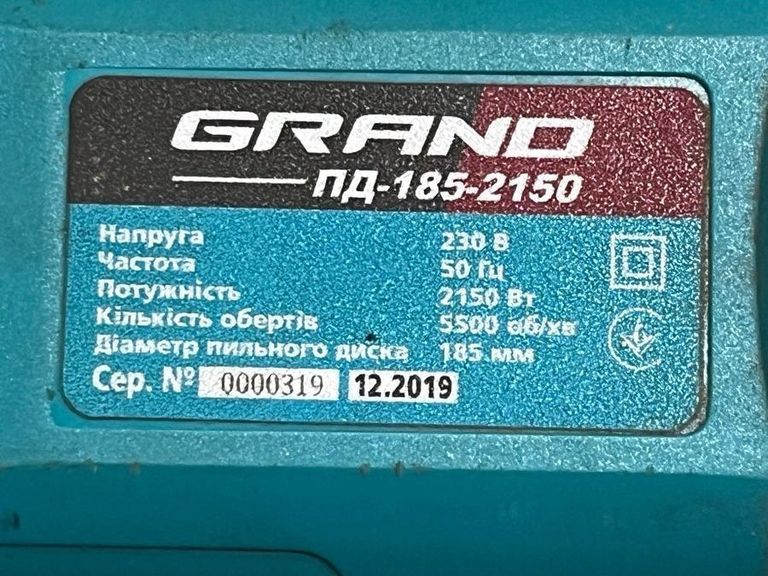 GRAND
ПД-185-2150
Напруга 230 В
Частота 50 Гц
Потужність 2150 Вт
Кількість обертів 5500 об/хв
Діаметр пильного диска 185 мм
Сер. № 0000319 12.2019